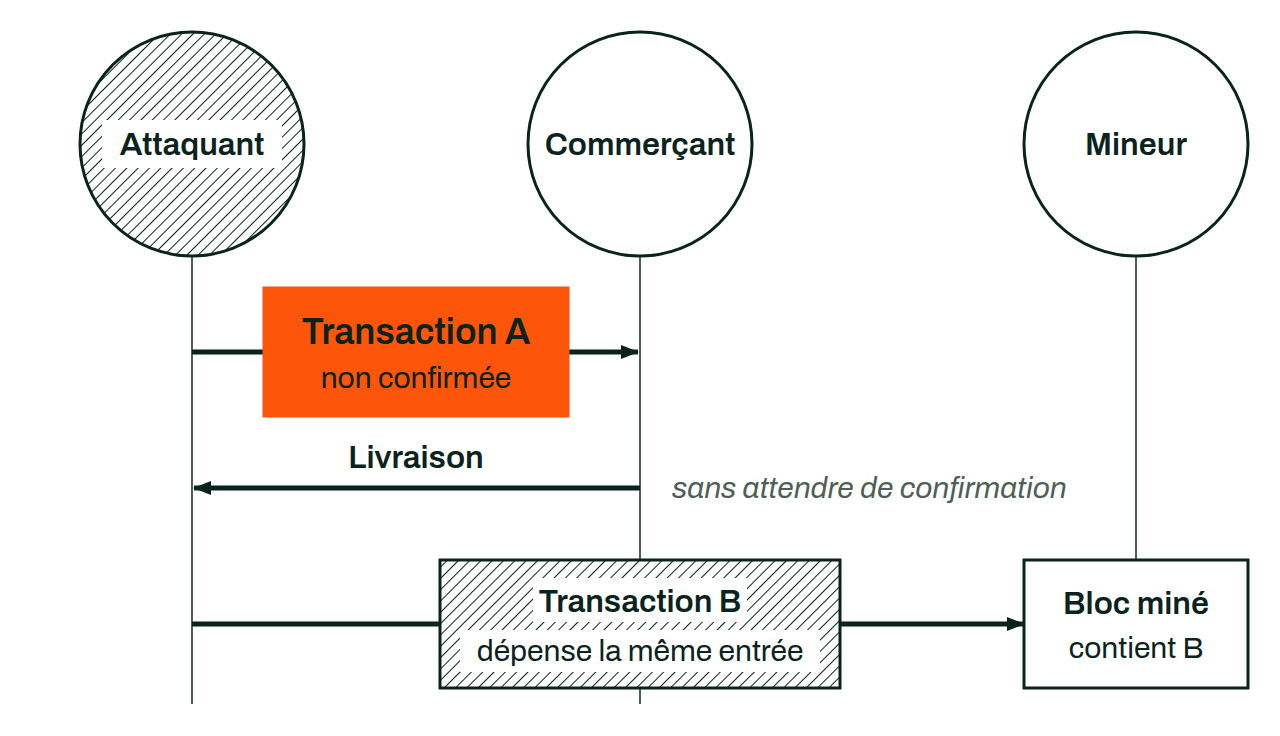 Attaquant
Commerçant
Mineur
Transaction A
non confirmée
Livraison
sans attendre de confirmation
Transaction B
dépense la même entrée
Bloc miné
contient B